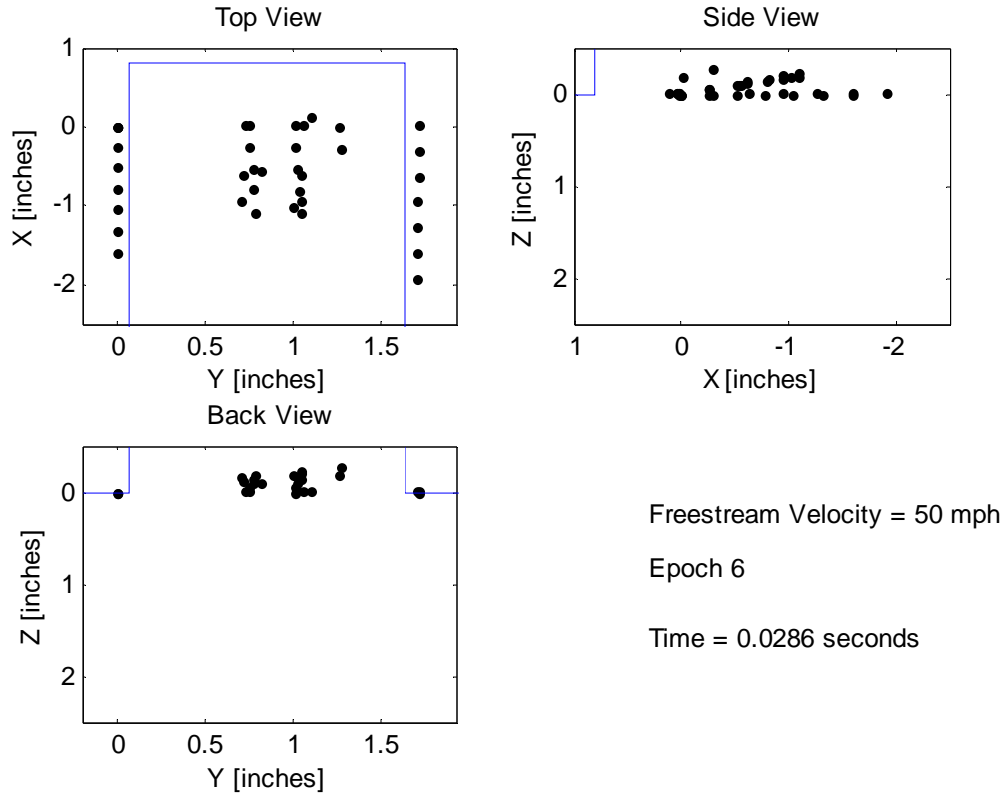 Top View
1
0
-1
-2
X [inches]
0 0.5 1 1.5
Y [inches]
Side View
0
1
2
Z [inches]
1 0 -1 -2
X [inches]
Back View
0
1
2
Z [inches]
0 0.5 1 1.5
Y [inches]
Freestream Velocity = 50 mph
Epoch 6
Time = 0.0286 seconds